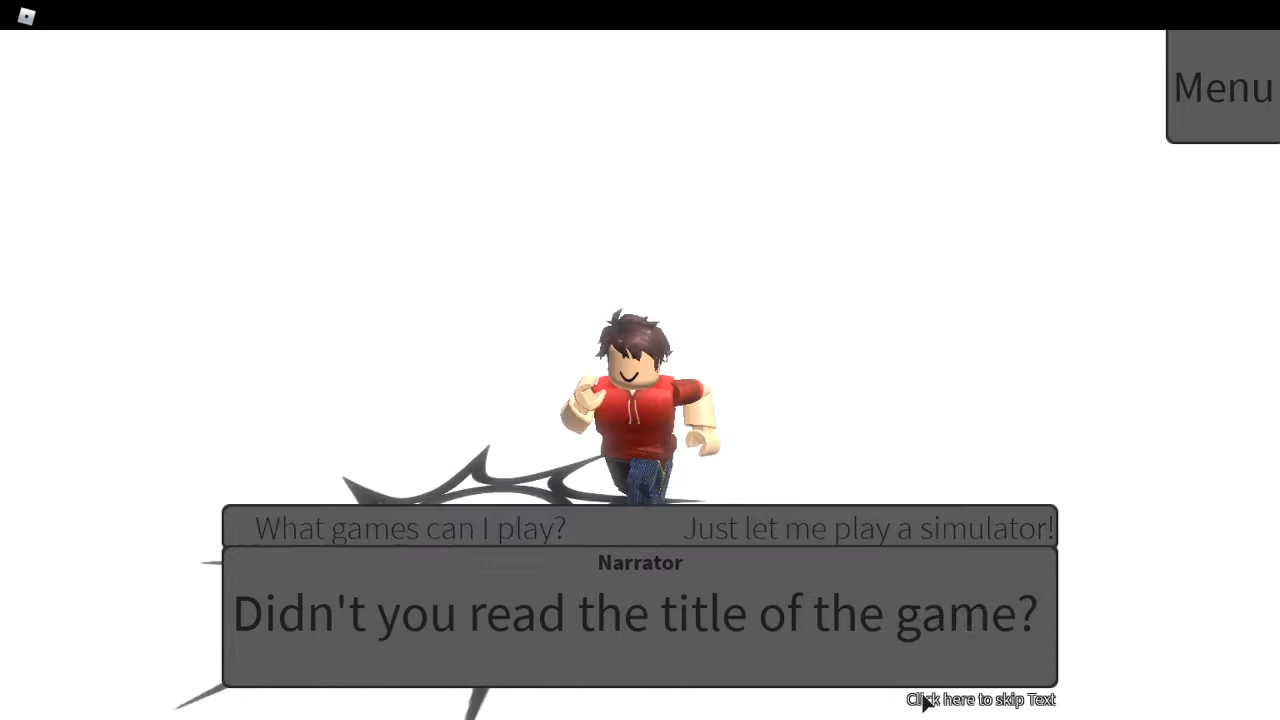 Menu
What games can I play?
Just let me play a simulator!
Narrator
Didn't you read the title of the game?
Click here to skip Text